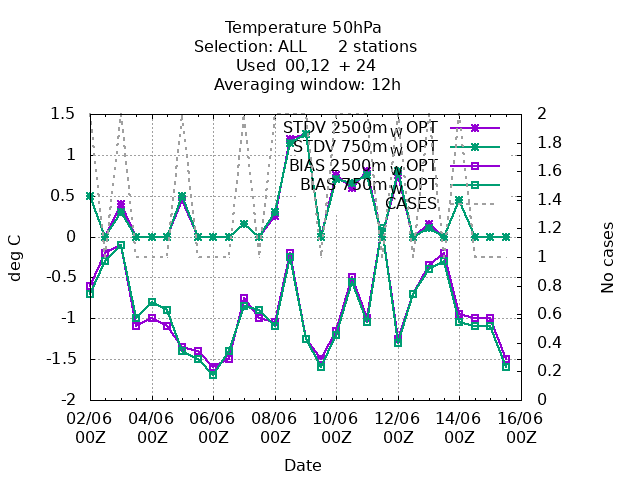 Temperature 50hPa
Selection: ALL 2 stations
Used 00,12 + 24
Averaging window: 12h
STDV 2500m_W OPT
STDV 750m_W OPT
BIAS 2500m_W OPT
BIAS 750m_W OPT
CASES
1.5
1
0.5
0
-0.5
-1
-1.5
-2
deg C
2
1.8
1.6
1.4
1.2
1
0.8
0.6
0.4
0.2
0
No cases
02/06 04/06 06/06 08/06 10/06 12/06 14/06 16/06
00Z 00Z 00Z 00Z 00Z 00Z 00Z 00Z
Date